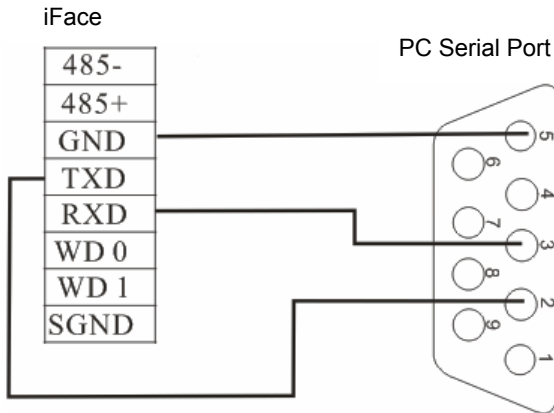 iFace
PC Serial Port
485-
485+
GND
TXD
RXD
WD 0
WD 1
SGND
5
9
4
8
3
7
2
6
1